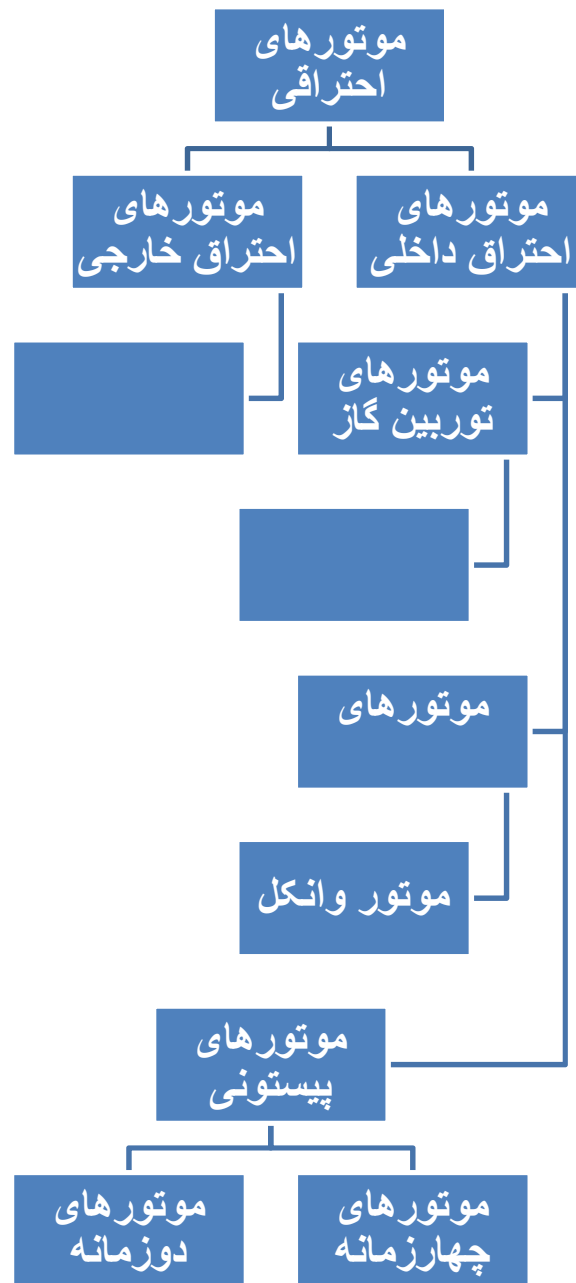 موتورهای
احتراقی
موتورهای
احتراق داخلی
موتورهای
احتراق خارجی
موتورهای
توربین گاز
موتورهای
موتور وانکل
موتورهای
پیستونی
موتورهای
چهارزمانه
موتورهای
دوزمانه